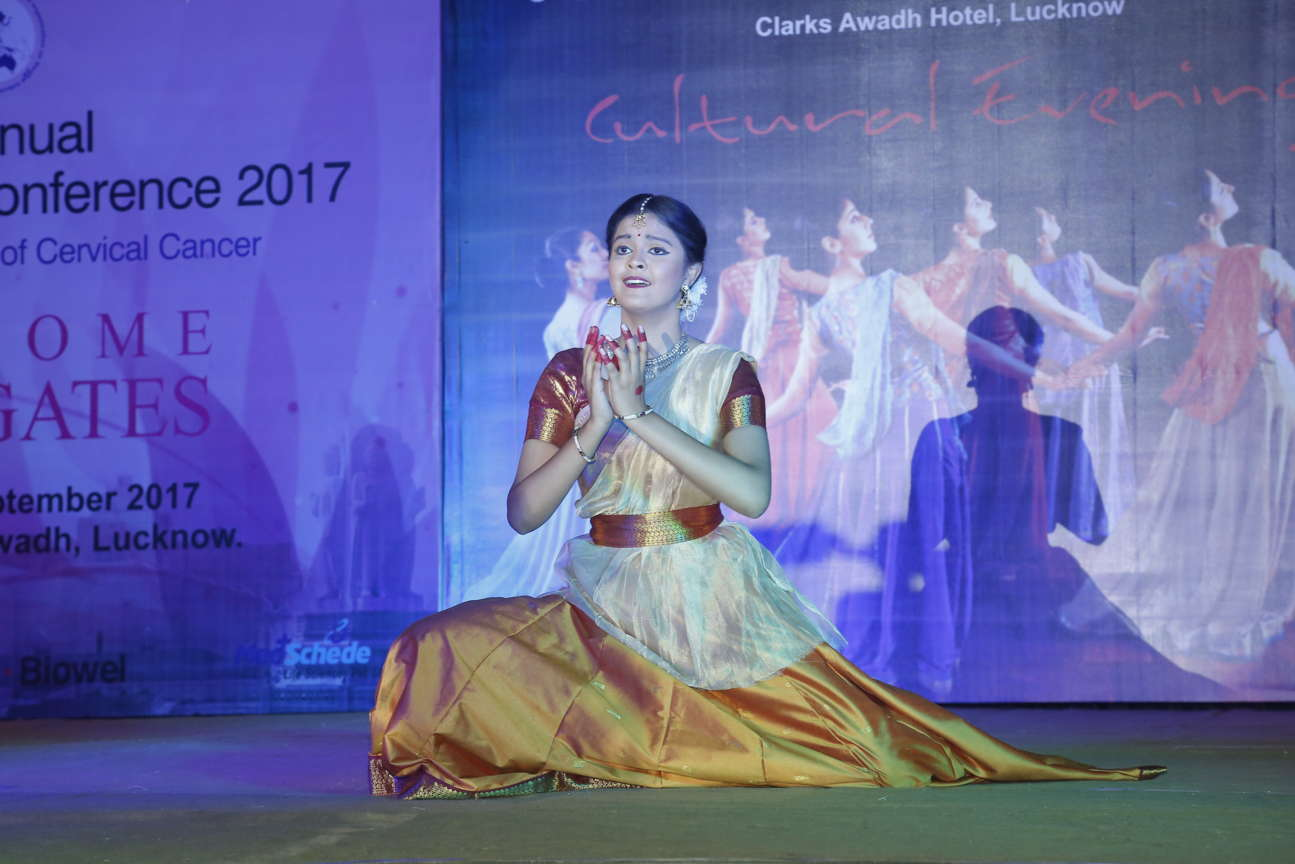 nual
onference 2017
of Cervical Cancer
OME
GATES
ptember 2017
wadh, Lucknow.
Biowel
MedSchede
Clarks Awadh Hotel, Lucknow
Cultural Evening